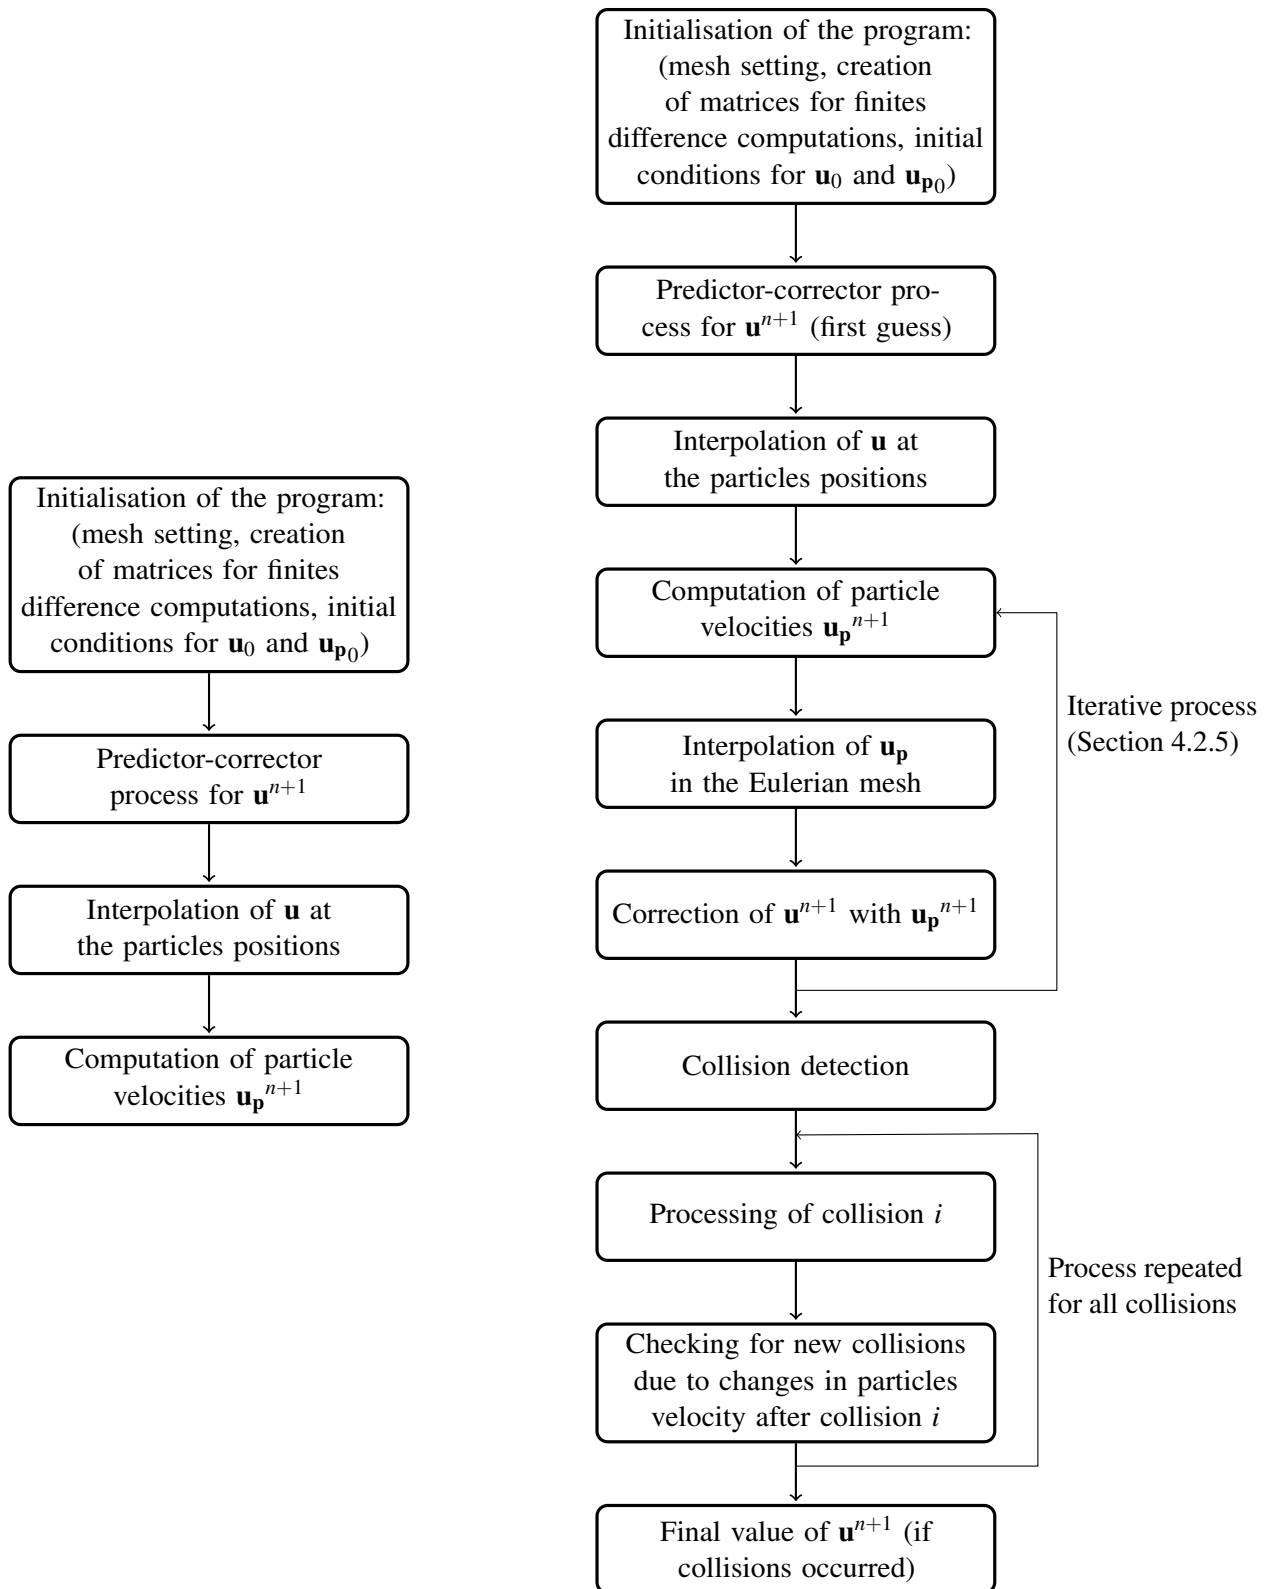 Initialisation of the program:
(mesh setting, creation
of matrices for finites
difference computations, initial
conditions for u₀ and uₚ₀)
Predictor-corrector
process for uⁿ⁺¹
Interpolation of u at
the particles positions
Computation of particle
velocities uₚⁿ⁺¹
Initialisation of the program:
(mesh setting, creation
of matrices for finites
difference computations, initial
conditions for u₀ and uₚ₀)
Predictor-corrector pro-
cess for uⁿ⁺¹ (first guess)
Interpolation of u at
the particles positions
Computation of particle
velocities uₚⁿ⁺¹
Interpolation of uₚ
in the Eulerian mesh
Correction of uⁿ⁺¹ with uₚⁿ⁺¹
Iterative process
(Section 4.2.5)
Collision detection
Processing of collision i
Checking for new collisions
due to changes in particles
velocity after collision i
Process repeated
for all collisions
Final value of uⁿ⁺¹ (if
collisions occurred)